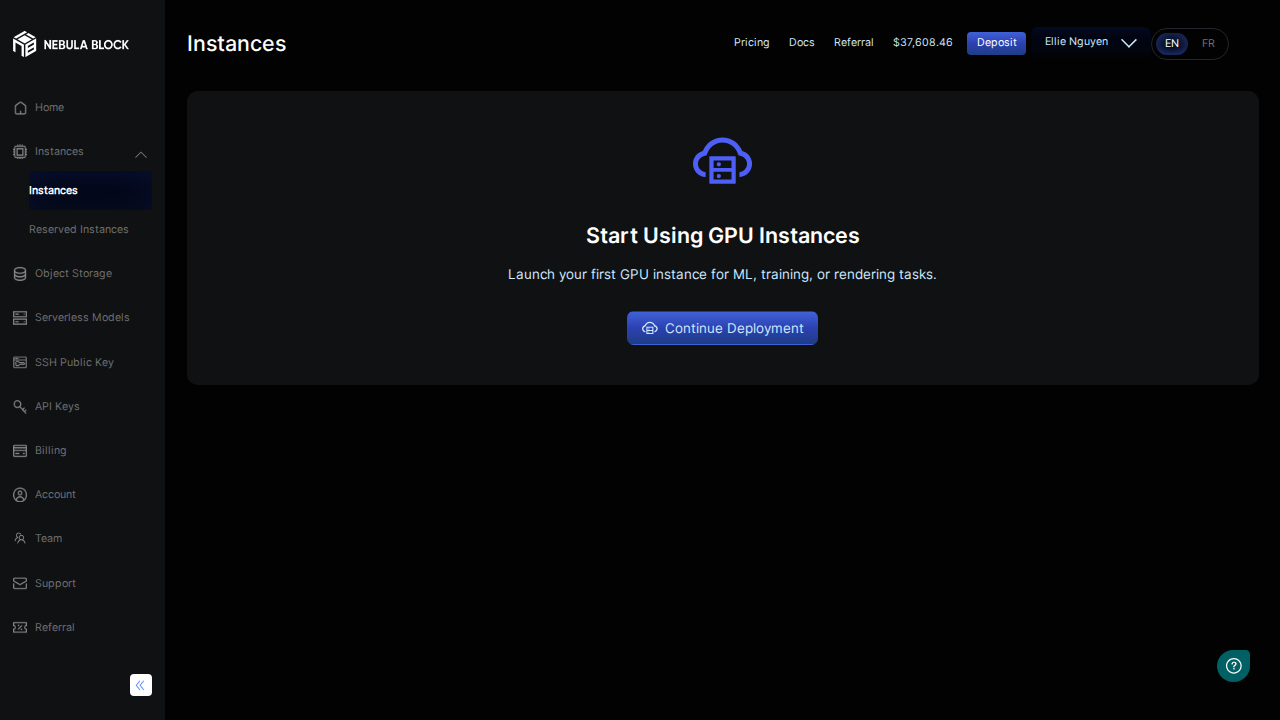 NEBULA BLOCK
Home
Instances
Instances
Reserved Instances
Object Storage
Serverless Models
SSH Public Key
API Keys
Billing
Account
Team
Support
Referral
Instances
Pricing
Docs
Referral
$37,608.46
Deposit
Ellie Nguyen
EN
FR
Start Using GPU Instances
Launch your first GPU instance for ML, training, or rendering tasks.
Continue Deployment